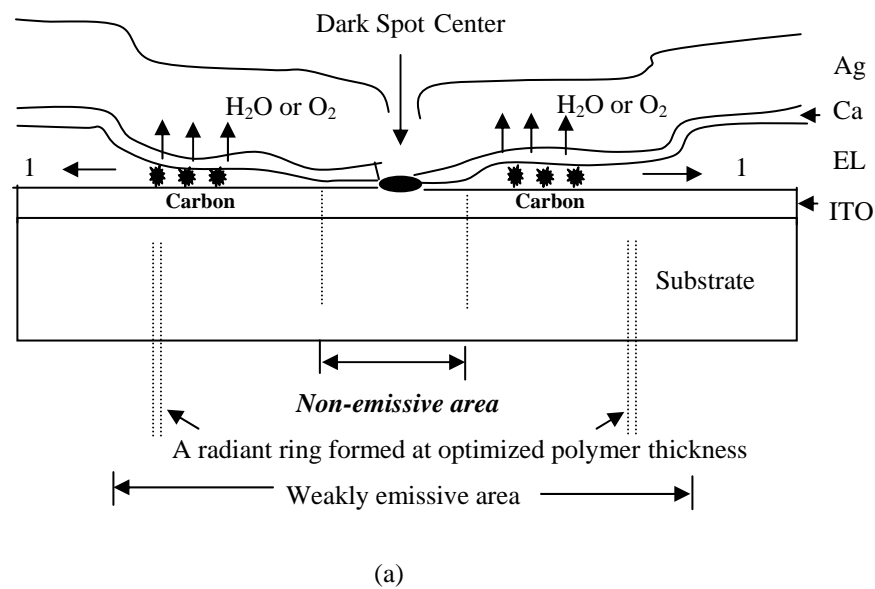 Dark Spot Center
Ag
H₂O or O₂
H₂O or O₂
Ca
1
1
EL
Carbon
Carbon
ITO
Substrate
Non-emissive area
A radiant ring formed at optimized polymer thickness
Weakly emissive area
(a)